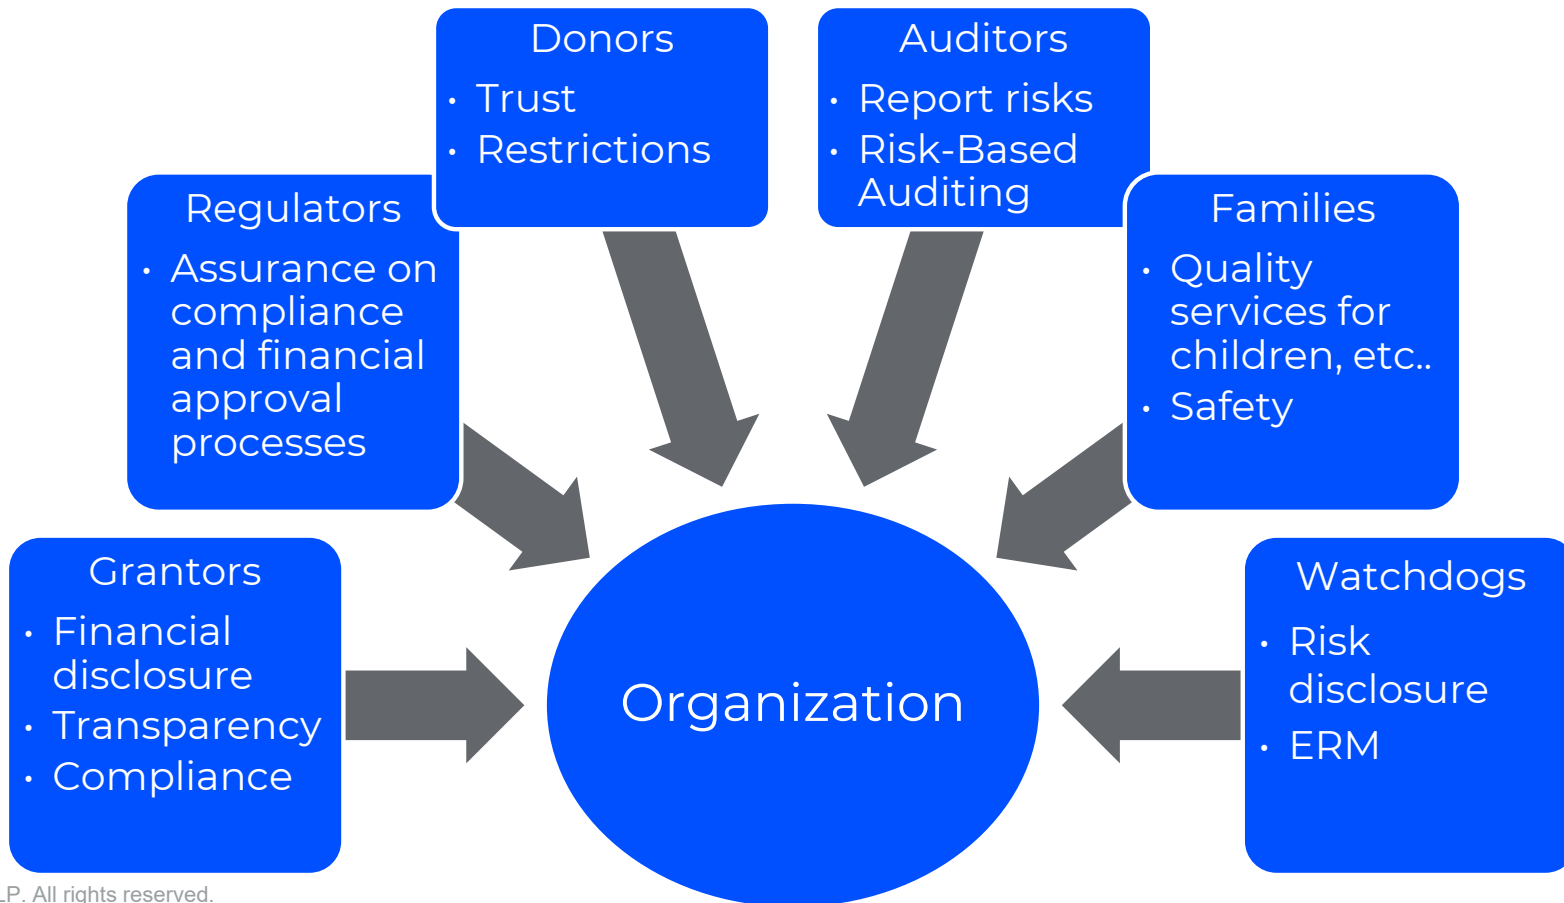 Donors
· Trust
· Restrictions
Auditors
· Report risks
· Risk-Based
Auditing
Regulators
· Assurance on
compliance
and financial
approval
processes
Families
· Quality
services for
children, etc..
· Safety
Grantors
· Financial
disclosure
· Transparency
· Compliance
Organization
Watchdogs
· Risk
disclosure
· ERM
LP. All rights reserved.